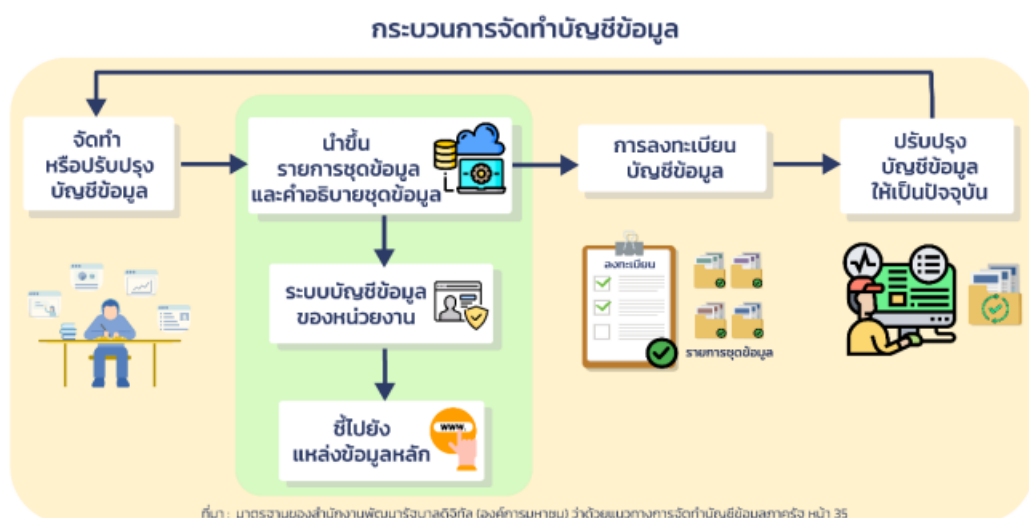 กระบวนการจัดทำบัญชีข้อมูล
จัดทำ
หรือปรับปรุง
บัญชีข้อมูล
นำขึ้น
รายการชุดข้อมูล
และคำอธิบายชุดข้อมูล
การลงทะเบียน
บัญชีข้อมูล
ปรับปรุง
บัญชีข้อมูล
ให้เป็นปัจจุบัน
ระบบบัญชีข้อมูล
ของหน่วยงาน
ลงทะเบียน
รายการชุดข้อมูล
ชี้ไปยัง
แหล่งข้อมูลหลัก
www.
ที่มา : มาตรฐานของสำนักงานพัฒนารัฐบาลดิจิทัล (องค์การมหาชน) ว่าด้วยแนวทางการจัดทำบัญชีข้อมูลภาครัฐ หน้า 35